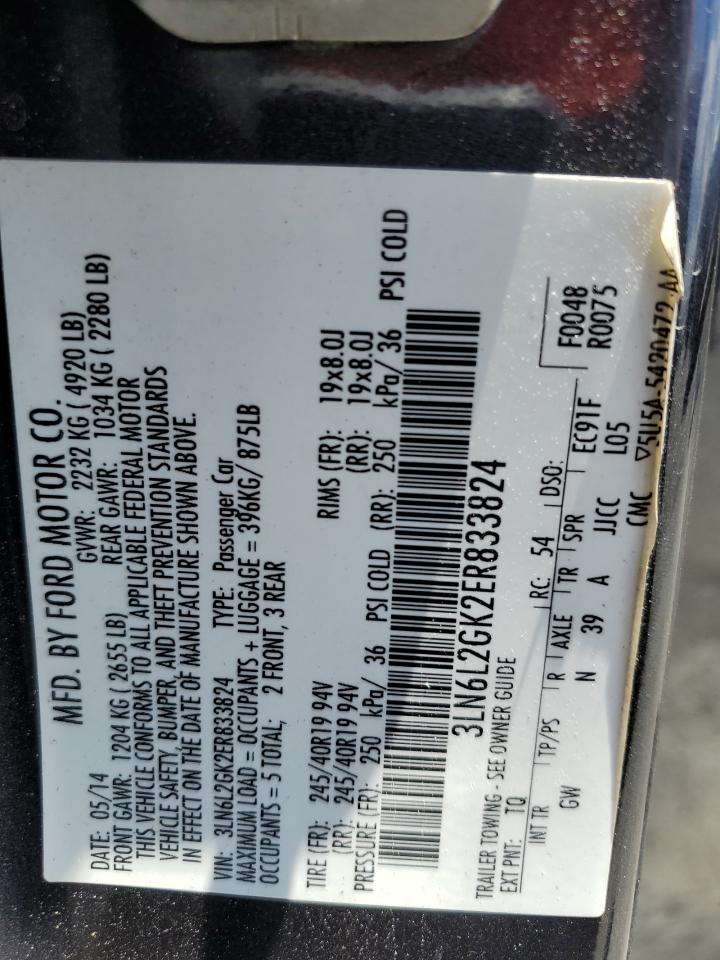 MFD. BY FORD MOTOR CO.
DATE: 05/14 GVWR: 2232 KG ( 4920 LB)
FRONT GAWR: 1204 KG ( 2655 LB) REAR GAWR: 1034 KG ( 2280 LB)
THIS VEHICLE CONFORMS TO ALL APPLICABLE FEDERAL MOTOR
VEHICLE SAFETY, BUMPER, AND THEFT PREVENTION STANDARDS
IN EFFECT ON THE DATE OF MANUFACTURE SHOWN ABOVE.
VIN: 3LN6L2GK2ER833824 TYPE: Passenger Car
MAXIMUM LOAD = OCCUPANTS + LUGGAGE = 396KG/ 875LB
OCCUPANTS = 5 TOTAL; 2 FRONT, 3 REAR
TIRE (FR): 245/40R19 94V RIMS (FR): 19x8.0J
(RR): 245/40R19 94V (RR): 19x8.0J
PRESSURE (FR): 250 kPa/ 36 PSI COLD (RR): 250 kPa/ 36 PSI COLD
3LN6L2GK2ER833824
TRAILER TOWING - SEE OWNER GUIDE F0048
EXT PNT: TQ RC: 54 DSO: R0075
INT TR TP/PS R AXLE TR SPR EC91F
GW N 39 A JJCC L05
CMC ▽5U5A-5420472-AA